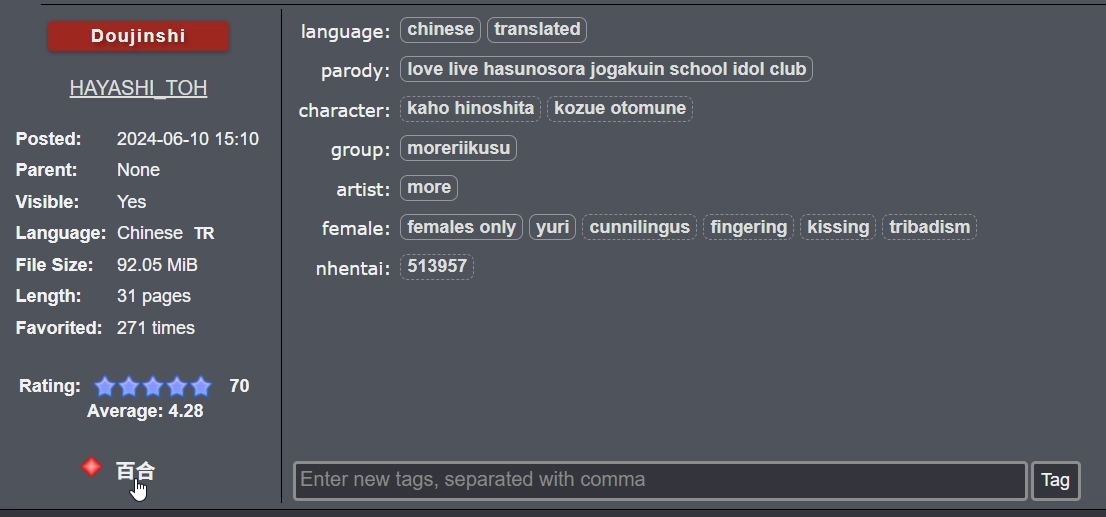 Doujinshi
HAYASHI_TOH
Posted: 2024-06-10 15:10
Parent: None
Visible: Yes
Language: Chinese TR
File Size: 92.05 MiB
Length: 31 pages
Favorited: 271 times
Rating: 70
Average: 4.28
百合
language: chinese translated
parody: love live hasunosora jogakuin school idol club
character: kaho hinoshita kozue otomune
group: moreriikusu
artist: more
female: females only yuri cunnilingus fingering kissing tribadism
nhentai: 513957
Enter new tags, separated with comma Tag